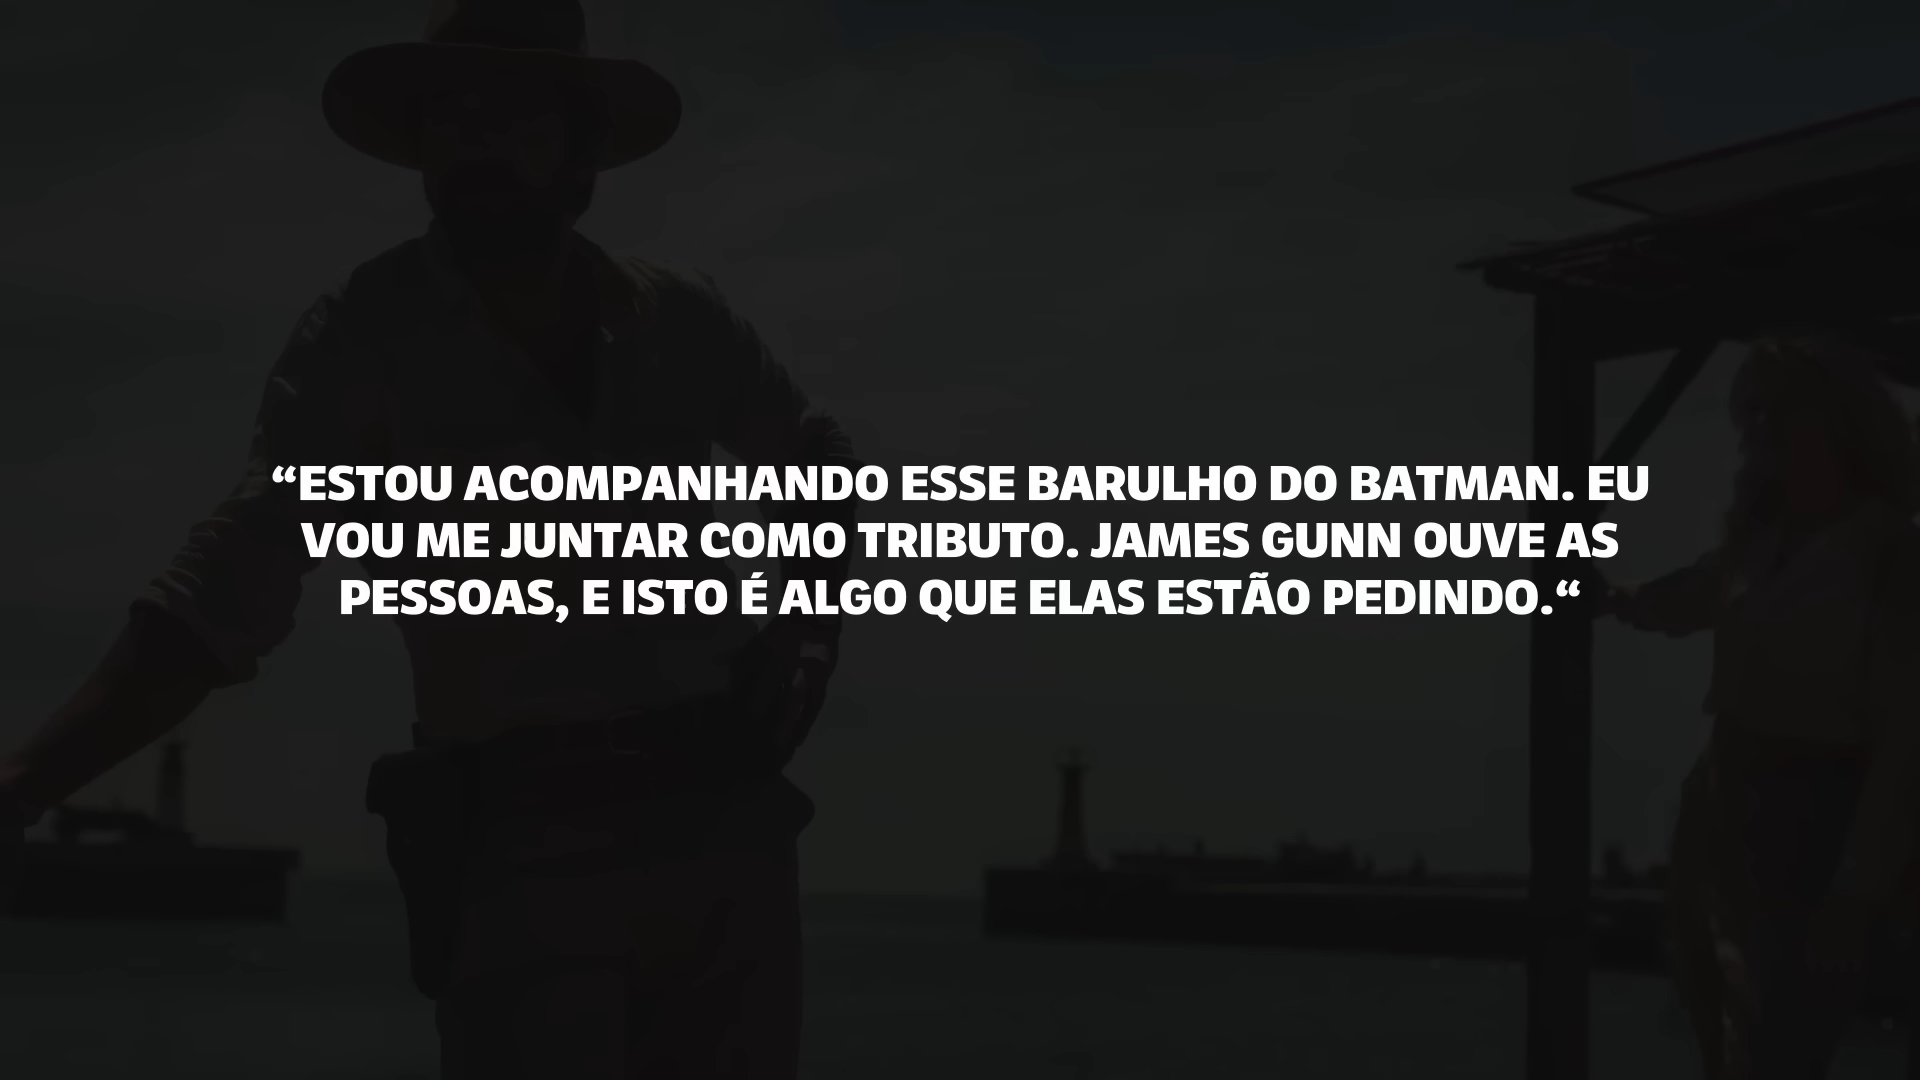 “ESTOU ACOMPANHANDO ESSE BARULHO DO BATMAN. EU
VOU ME JUNTAR COMO TRIBUTO. JAMES GUNN OUVE AS
PESSOAS, E ISTO É ALGO QUE ELAS ESTÃO PEDINDO.“